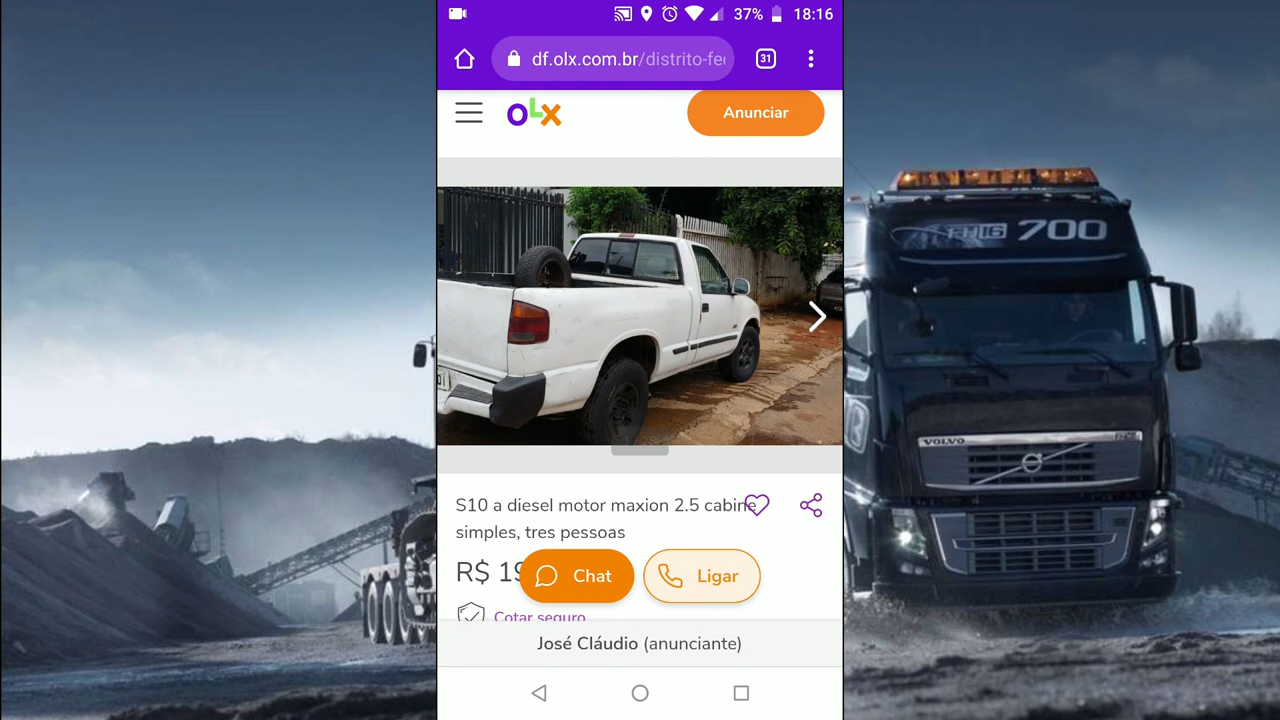 37% 18:16
df.olx.com.br/distrito-fe
31
OLX
Anunciar
S10 a diesel motor maxion 2.5 cabine
simples, tres pessoas
R$ 19
Chat
Ligar
Cotar seguro
José Cláudio (anunciante)
FH16 700
VOLVO